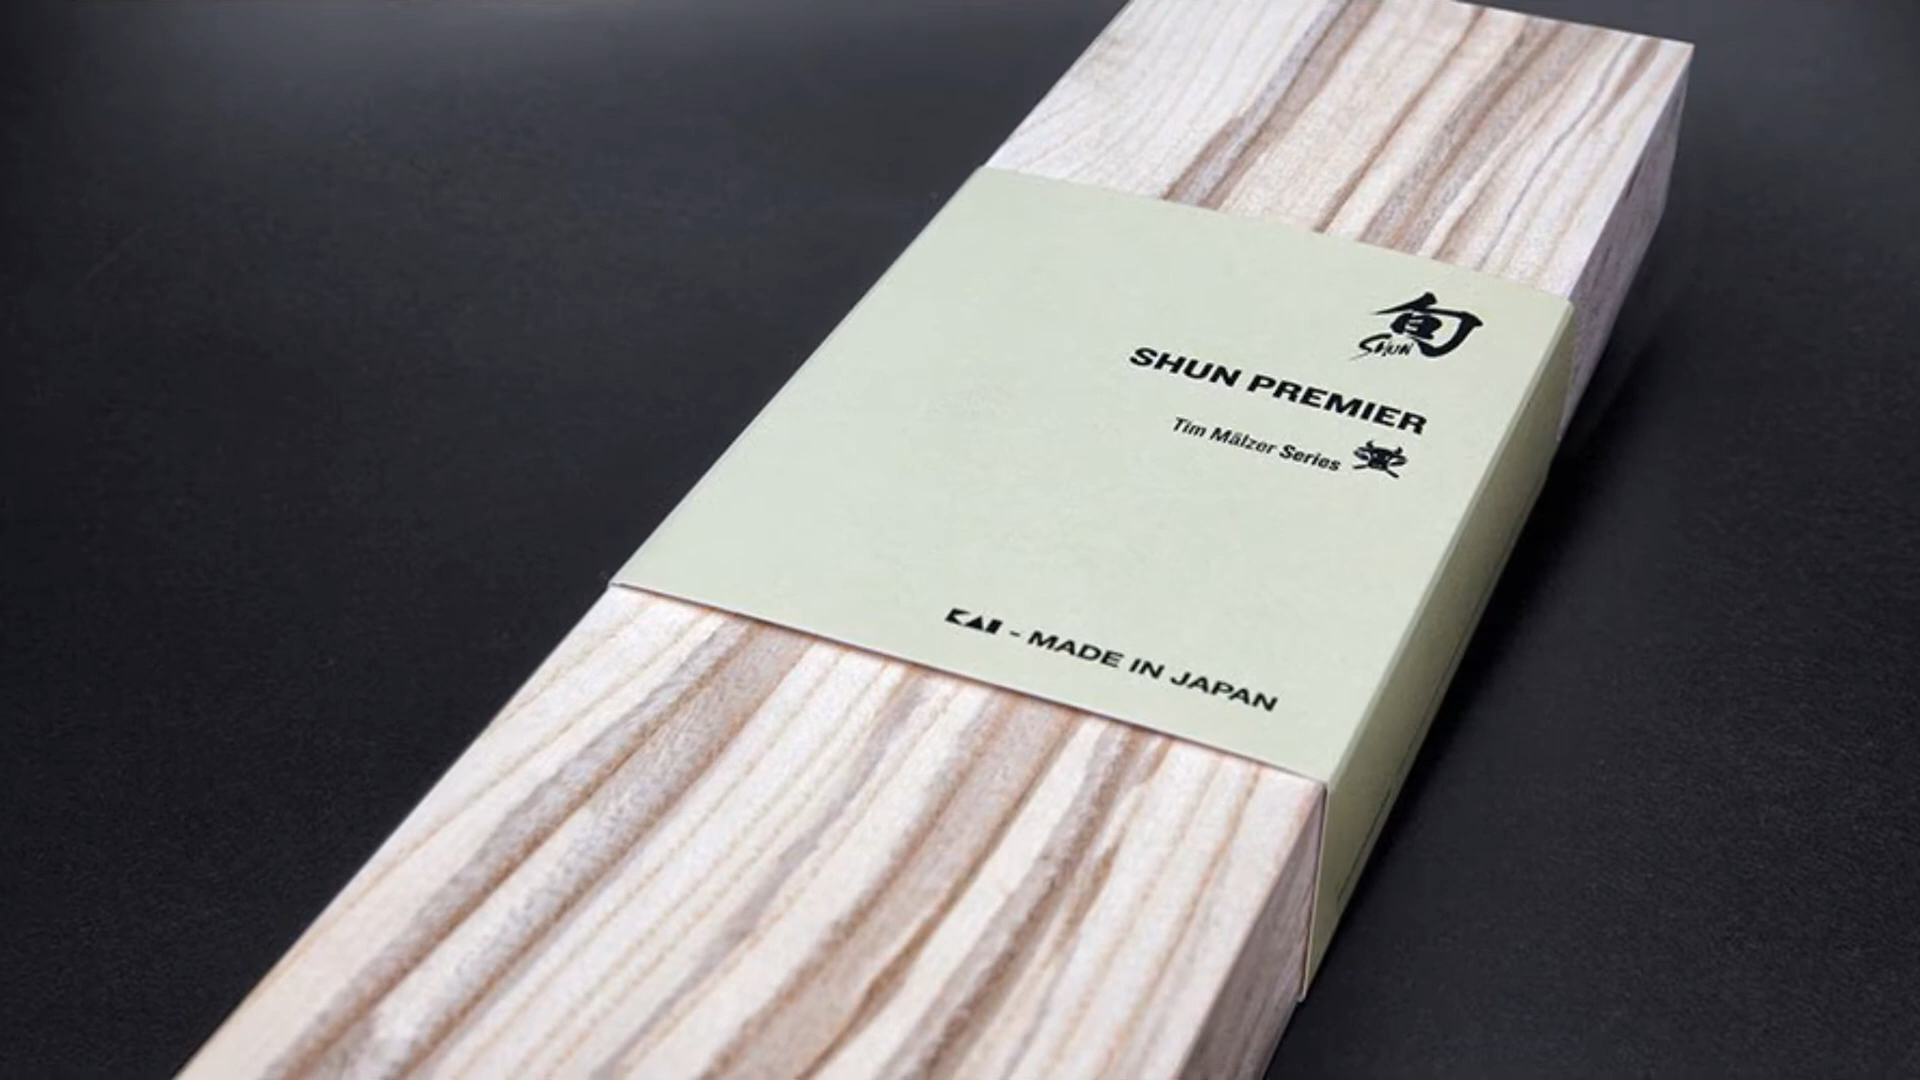 旬
SHUN
SHUN PREMIER
Tim Mälzer Series
KAI - MADE IN JAPAN